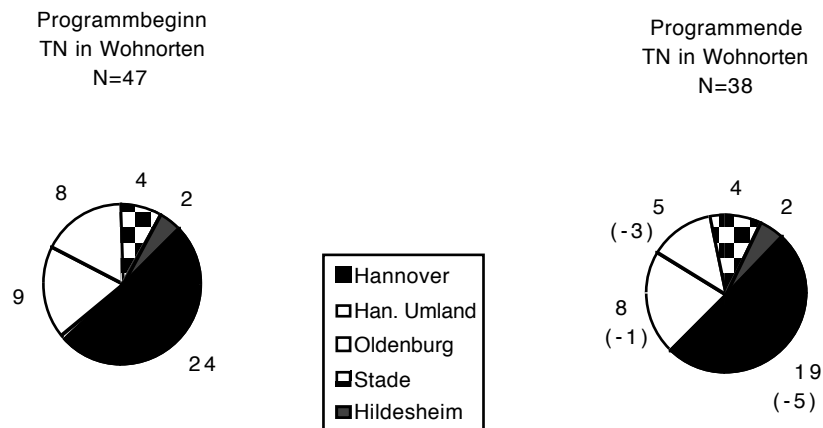 Programmbeginn
TN in Wohnorten
N=47
8
4
2
9
24
Hannover
Han. Umland
Oldenburg
Stade
Hildesheim
Programmende
TN in Wohnorten
N=38
4
5
(-3)
2
8
(-1)
19
(-5)